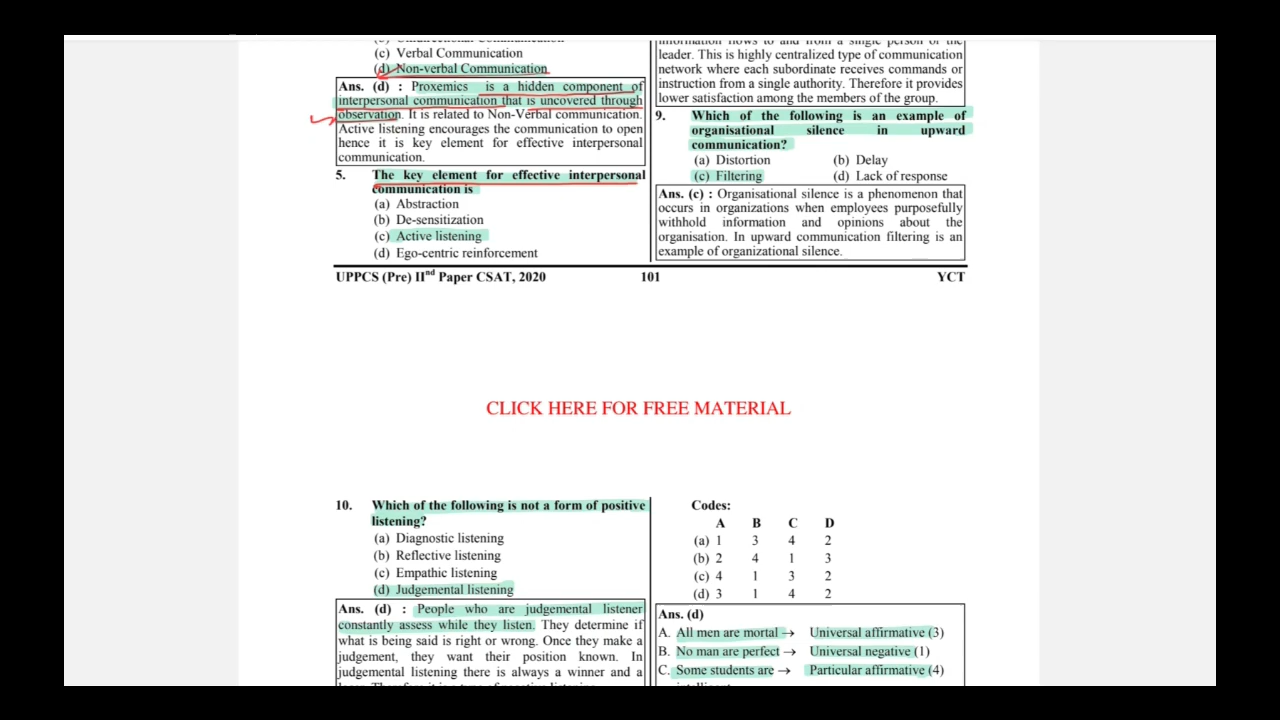 (c) Verbal Communication
(d) Non-verbal Communication
Ans. (d) : Proxemics is a hidden component of
interpersonal communication that is uncovered through
observation. It is related to Non-Verbal communication.
Active listening encourages the communication to open
hence it is key element for effective interpersonal
communication.
5. The key element for effective interpersonal
communication is
(a) Abstraction
(b) De-sensitization
(c) Active listening
(d) Ego-centric reinforcement
information flows to and from a single person or the
leader. This is highly centralized type of communication
network where each subordinate receives commands or
instruction from a single authority. Therefore it provides
lower satisfaction among the members of the group.
9. Which of the following is an example of
organisational silence in upward
communication?
(a) Distortion (b) Delay
(c) Filtering (d) Lack of response
Ans. (c) : Organisational silence is a phenomenon that
occurs in organizations when employees purposefully
withhold information and opinions about the
organisation. In upward communication filtering is an
example of organizational silence.
UPPCS (Pre) IInd Paper CSAT, 2020 101 YCT
CLICK HERE FOR FREE MATERIAL
10. Which of the following is not a form of positive
listening?
(a) Diagnostic listening
(b) Reflective listening
(c) Empathic listening
(d) Judgemental listening
Ans. (d) : People who are judgemental listener
constantly assess while they listen. They determine if
what is being said is right or wrong. Once they make a
judgement, they want their position known. In
judgemental listening there is always a winner and a
Codes:
A B C D
(a) 1 3 4 2
(b) 2 4 1 3
(c) 4 1 3 2
(d) 3 1 4 2
Ans. (d)
A. All men are mortal → Universal affirmative (3)
B. No man are perfect → Universal negative (1)
C. Some students are → Particular affirmative (4)